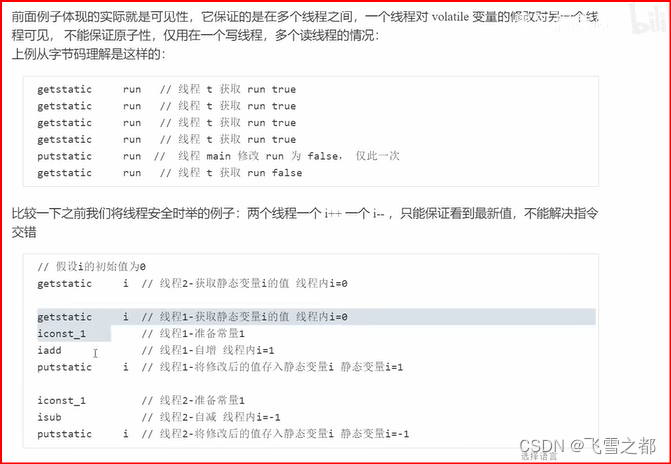 前面例子体现的实际就是可见性，它保证的是在多个线程之间，一个线程对 volatile 变量的修改对另一个线
程可见， 不能保证原子性，仅用在一个写线程，多个读线程的情况：
上例从字节码理解是这样的：
getstatic run // 线程 t 获取 run true
getstatic run // 线程 t 获取 run true
getstatic run // 线程 t 获取 run true
getstatic run // 线程 t 获取 run true
putstatic run // 线程 main 修改 run 为 false， 仅此一次
getstatic run // 线程 t 获取 run false
比较一下之前我们将线程安全时举的例子：两个线程一个 i++ 一个 i-- ，只能保证看到最新值，不能解决指令
交错
// 假设i的初始值为0
getstatic i // 线程2-获取静态变量i的值 线程内i=0
getstatic i // 线程1-获取静态变量i的值 线程内i=0
iconst_1 // 线程1-准备常量1
iadd // 线程1-自增 线程内i=1
putstatic i // 线程1-将修改后的值存入静态变量i 静态变量i=1
iconst_1 // 线程2-准备常量1
isub // 线程2-自减 线程内i=-1
putstatic i // 线程2-将修改后的值存入静态变量i 静态变量i=-1
选择语言
CSDN @飞雪之都